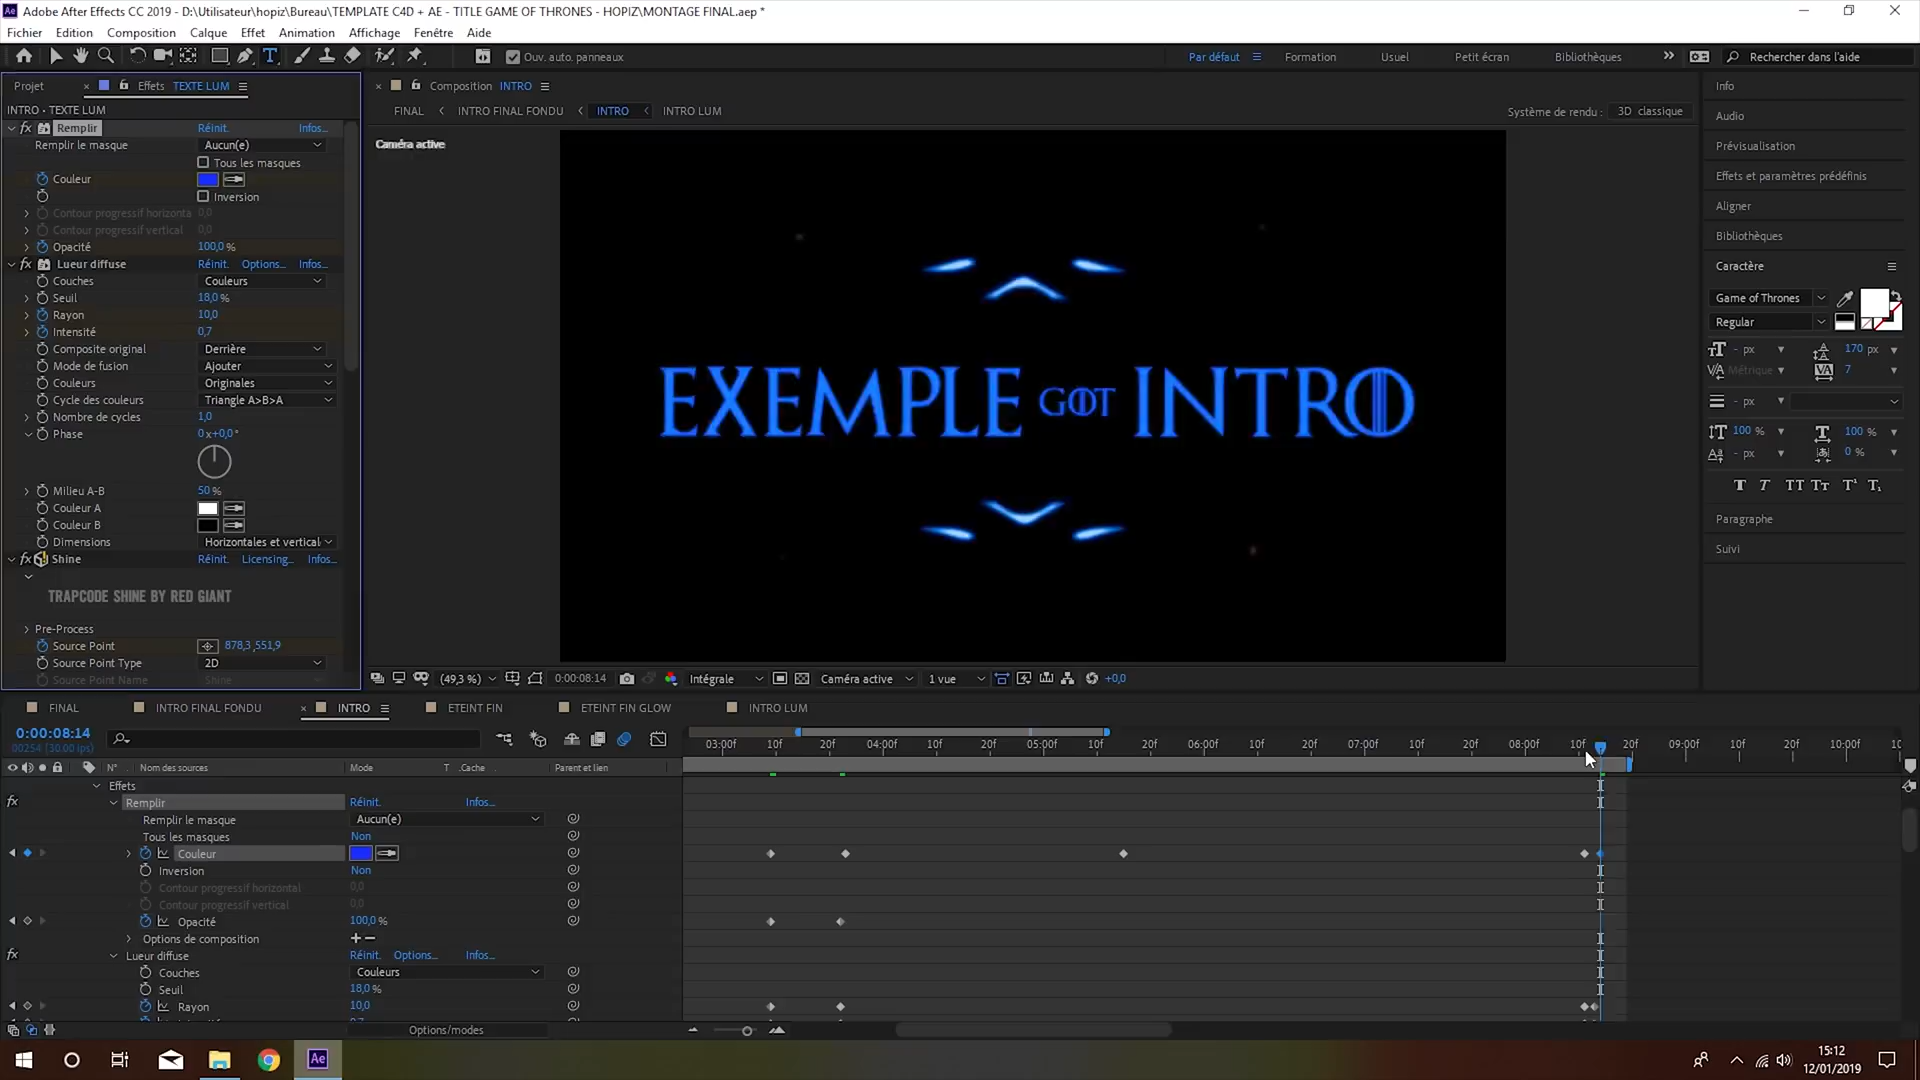 Adobe After Effects CC 2019 - D:\Utilisateur\hopiz\Bureau\TEMPLATE C4D + AE - TITLE GAME OF THRONES - HOPIZ\MONTAGE FINAL.aep *
Fichier Edition Composition Calque Effet Animation Affichage Fenêtre Aide
Ouv. auto. panneaux
Par défaut Formation Usuel Petit écran Bibliothèques Rechercher dans l'aide
Projet Effets TEXTE LUM
INTRO • TEXTE LUM
Remplir Réinit. Infos...
Remplir le masque Aucun(e)
Tous les masques
Couleur
Inversion
Contour progressif horizonta 0,0
Contour progressif vertical 0,0
Opacité 100,0 %
Lueur diffuse Réinit. Options... Infos...
Couches Couleurs
Seuil 18,0 %
Rayon 10,0
Intensité 0,7
Composite original Derrière
Mode de fusion Ajouter
Couleurs Originales
Cycle des couleurs Triangle A>B>A
Nombre de cycles 1,0
Phase 0 x+0,0 °
Milieu A-B 50 %
Couleur A
Couleur B
Dimensions Horizontales et vertical
Shine Réinit. Licensing... Infos...
TRAPCODE SHINE BY RED GIANT
Pre-Process
Source Point 878,3 ,551,9
Source Point Type 2D
Source Point Name Shine
Composition INTRO
FINAL INTRO FINAL FONDU INTRO INTRO LUM
Système de rendu : 3D classique
Caméra active
EXEMPLE GOT INTRO
(49,3 %) 0:00:08:14 Intégrale Caméra active 1 vue +0,0
Info
Audio
Prévisualisation
Effets et paramètres prédéfinis
Aligner
Bibliothèques
Caractère
Game of Thrones
Regular
- px 170 px
Métrique 7
- px
100 % 100 %
- px 0 %
T T TT Tт T¹ T₁
Paragraphe
Suivi
FINAL INTRO FINAL FONDU INTRO ETEINT FIN ETEINT FIN GLOW INTRO LUM
0:00:08:14
00254 (30.00 ips)
03:00f 10f 20f 04:00f 10f 20f 05:00f 10f 20f 06:00f 10f 20f 07:00f 10f 20f 08:00f 10f 20f 09:00f 10f 20f 10:00f
N° Nom des sources Mode T .Cache Parent et lien
Effets
Remplir Réinit. Infos...
Remplir le masque Aucun(e)
Tous les masques Non
Couleur
Inversion Non
Contour progressif horizontal 0,0
Contour progressif vertical 0,0
Opacité 100,0 %
Options de composition
Lueur diffuse Réinit. Options... Infos...
Couches Couleurs
Seuil 18,0 %
Rayon 10,0
Options/modes
15:12
12/01/2019